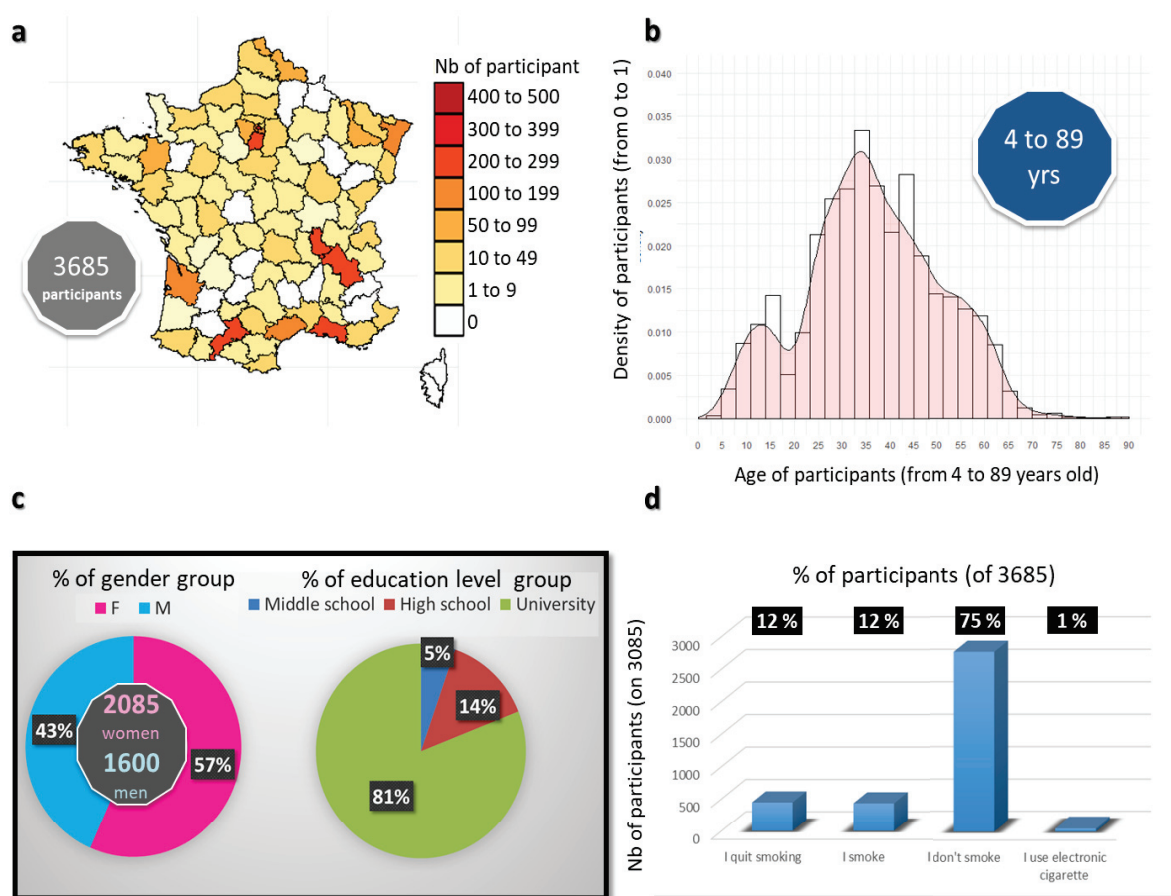 a
Nb of participant
400 to 500
300 to 399
200 to 299
100 to 199
50 to 99
10 to 49
1 to 9
0
3685
participants
b
Density of participants (from 0 to 1)
0.040
0.035
0.030
0.025
0.020
0.015
0.010
0.005
0.000
4 to 89
yrs
0 5 10 15 20 25 30 35 40 45 50 55 60 65 70 75 80 85 90
Age of participants (from 4 to 89 years old)
c
% of gender group
F M
43%
2085
women
1600
men
57%
% of education level group
Middle school High school University
5%
14%
81%
d
% of participants (of 3685)
12 % 12 % 75 % 1 %
Nb of participants (on 3085)
3000
2500
2000
1500
1000
500
0
I quit smoking I smoke I don't smoke I use electronic
cigarette